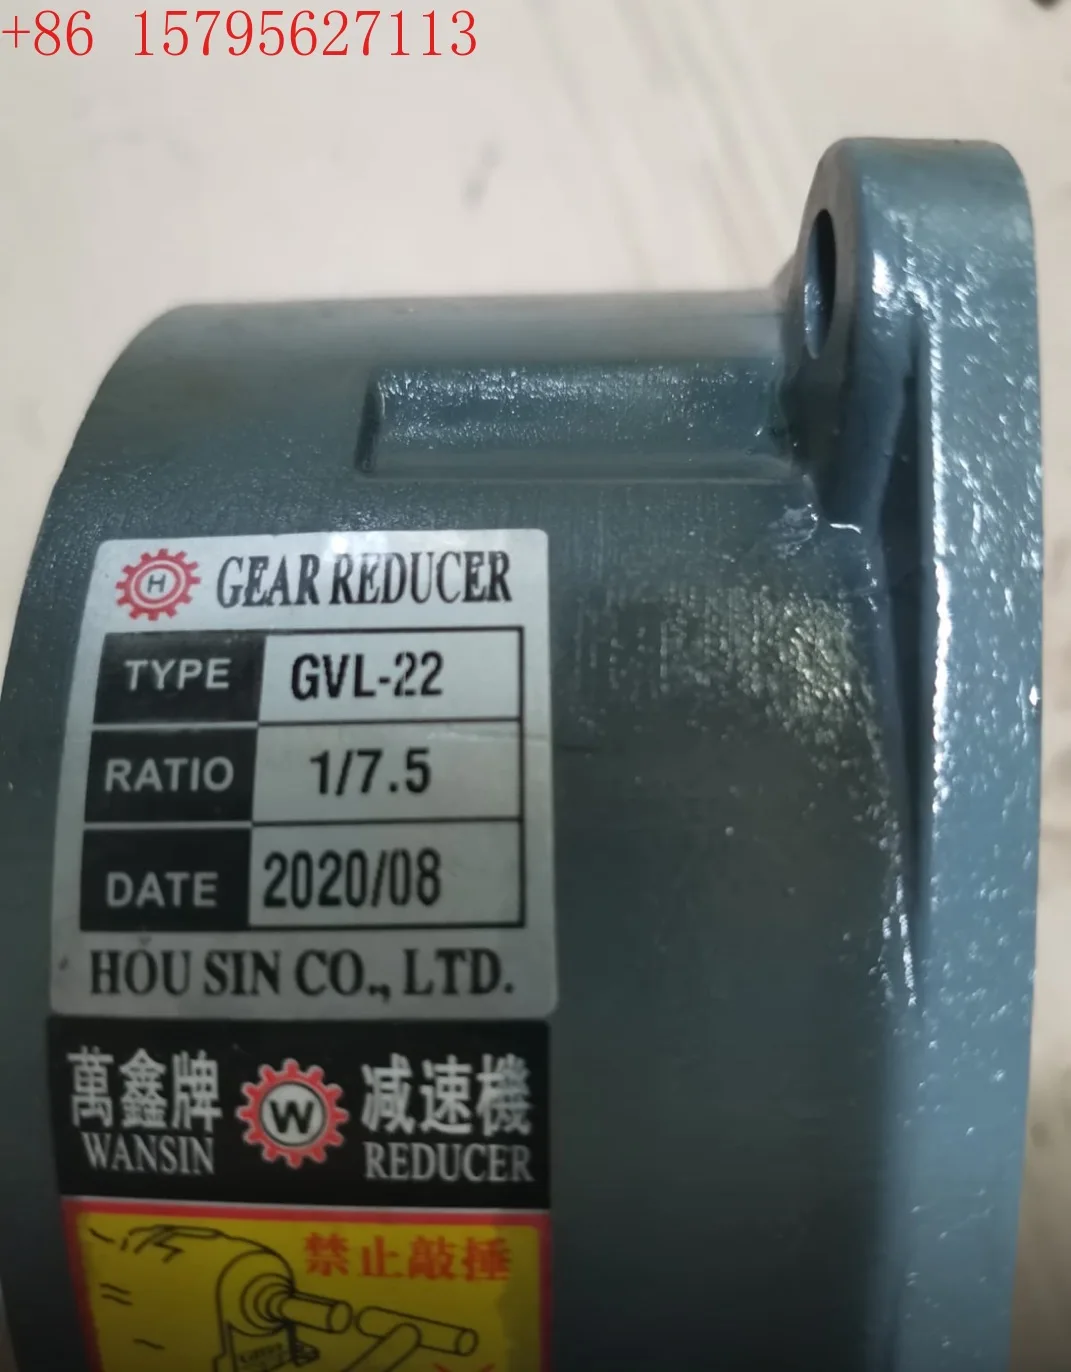 +86 15795627113
H GEAR REDUCER
TYPE GVL-22
RATIO 1/7.5
DATE 2020/08
HOU SIN CO., LTD.
萬鑫牌 W 减速機
WANSIN REDUCER
禁止敲捶